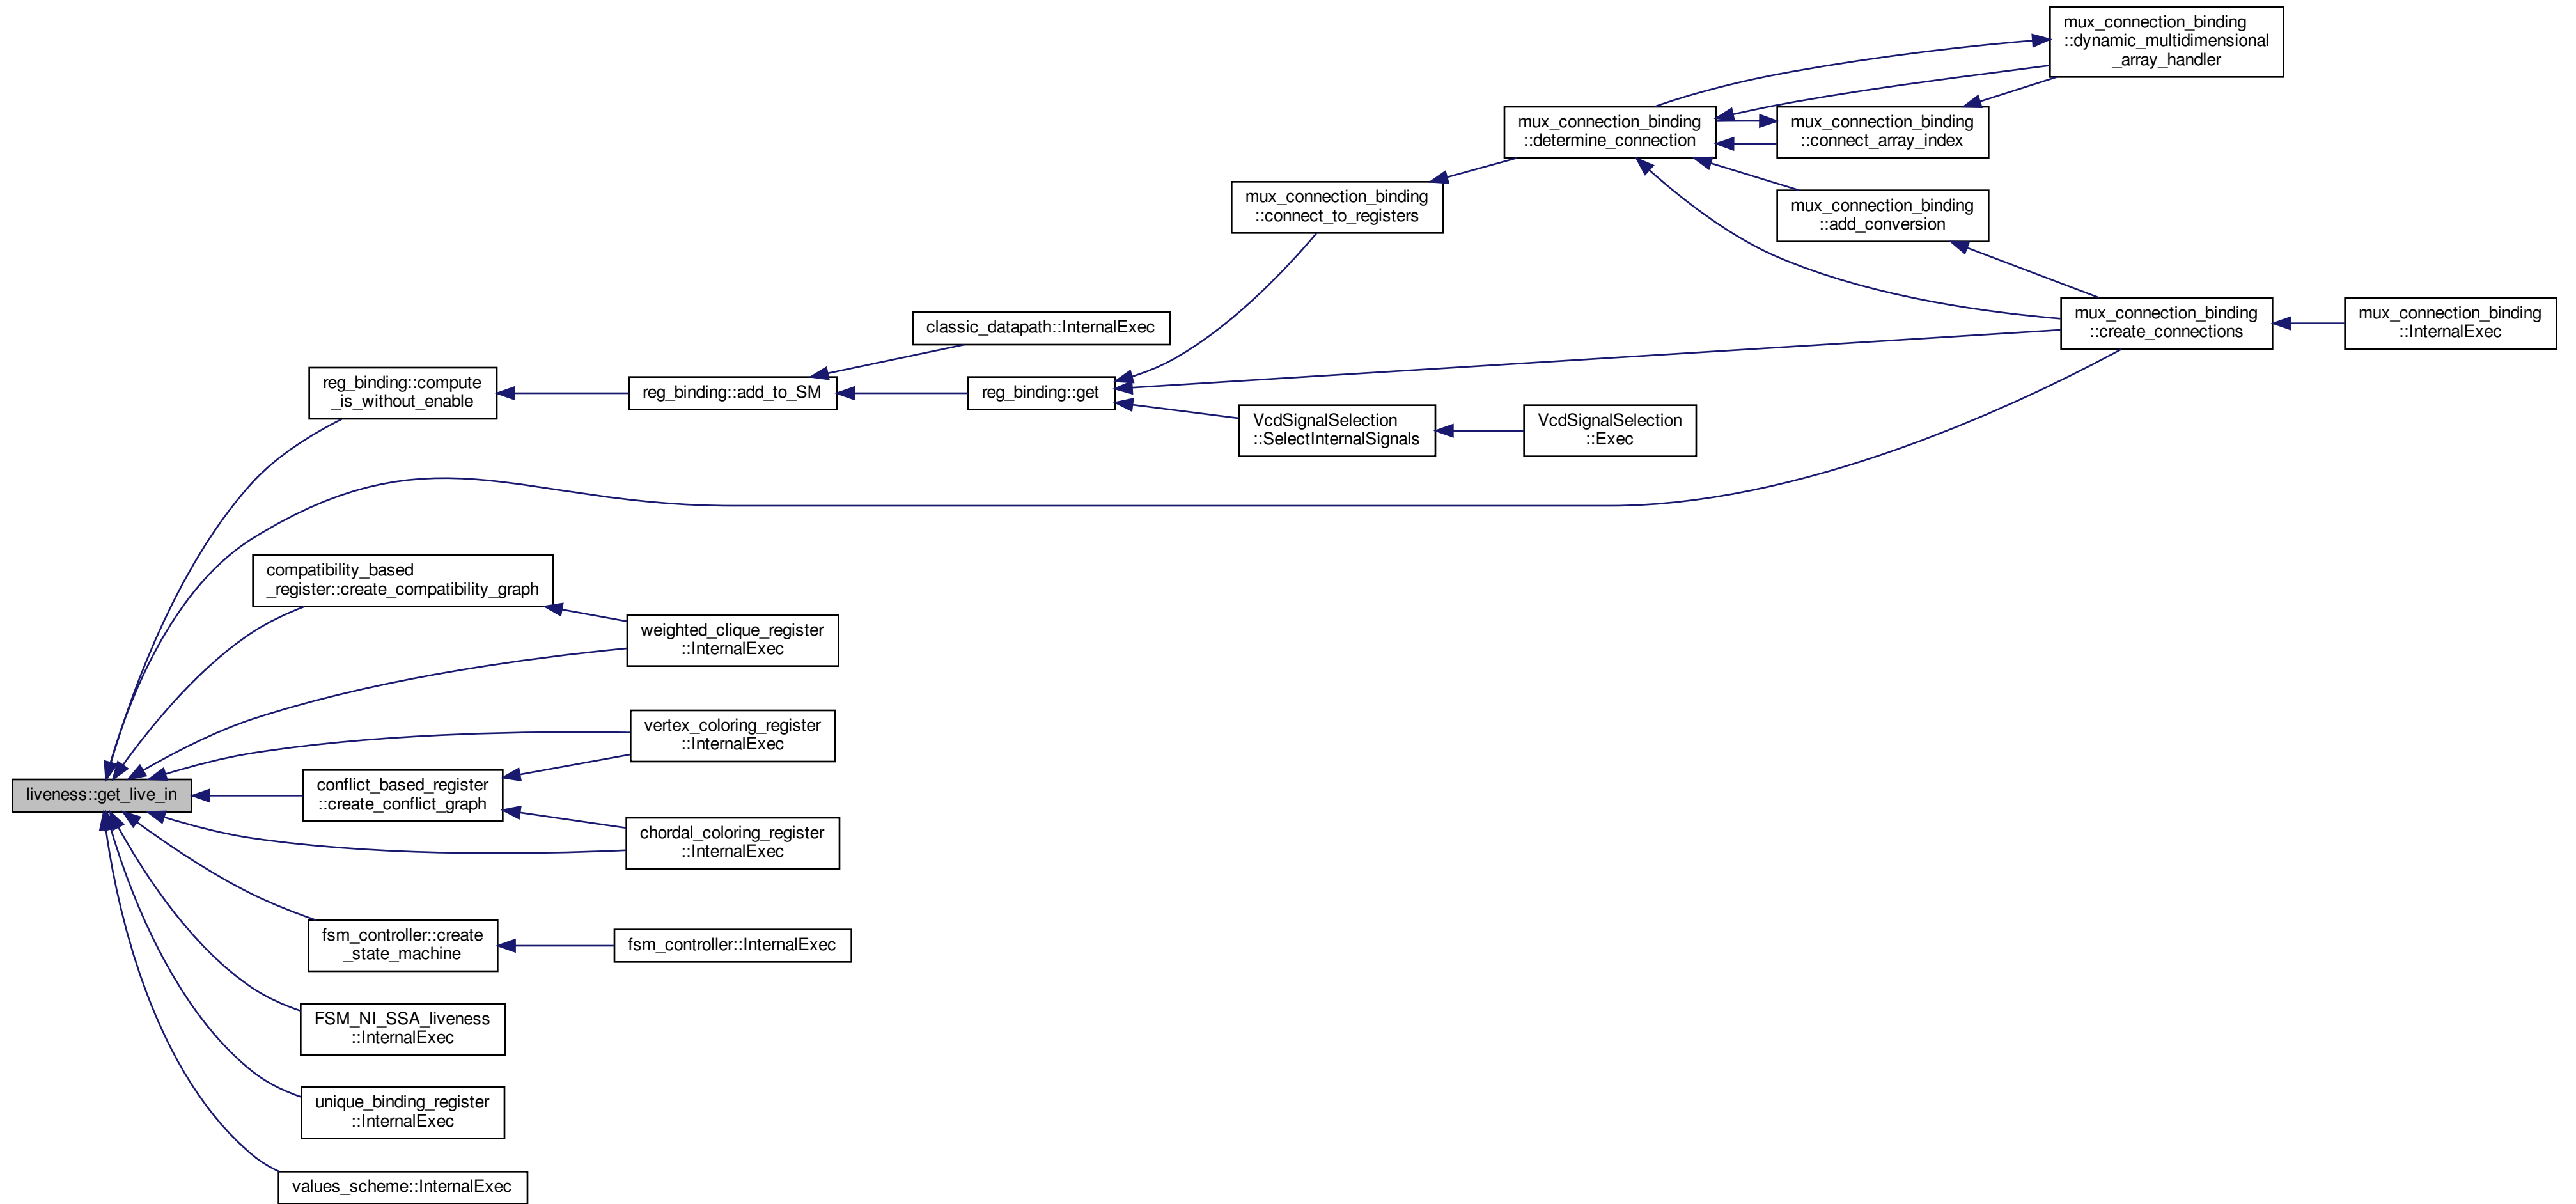 mux_connection_binding
::dynamic_multidimensional
_array_handler
mux_connection_binding
::determine_connection
mux_connection_binding
::connect_array_index
mux_connection_binding
::connect_to_registers
mux_connection_binding
::add_conversion
classic_datapath::InternalExec
mux_connection_binding
::create_connections
mux_connection_binding
::InternalExec
reg_binding::compute
_is_without_enable
reg_binding::add_to_SM
reg_binding::get
VcdSignalSelection
::SelectInternalSignals
VcdSignalSelection
::Exec
compatibility_based
_register::create_compatibility_graph
weighted_clique_register
::InternalExec
vertex_coloring_register
::InternalExec
liveness::get_live_in
conflict_based_register
::create_conflict_graph
chordal_coloring_register
::InternalExec
fsm_controller::create
_state_machine
fsm_controller::InternalExec
FSM_NI_SSA_liveness
::InternalExec
unique_binding_register
::InternalExec
values_scheme::InternalExec